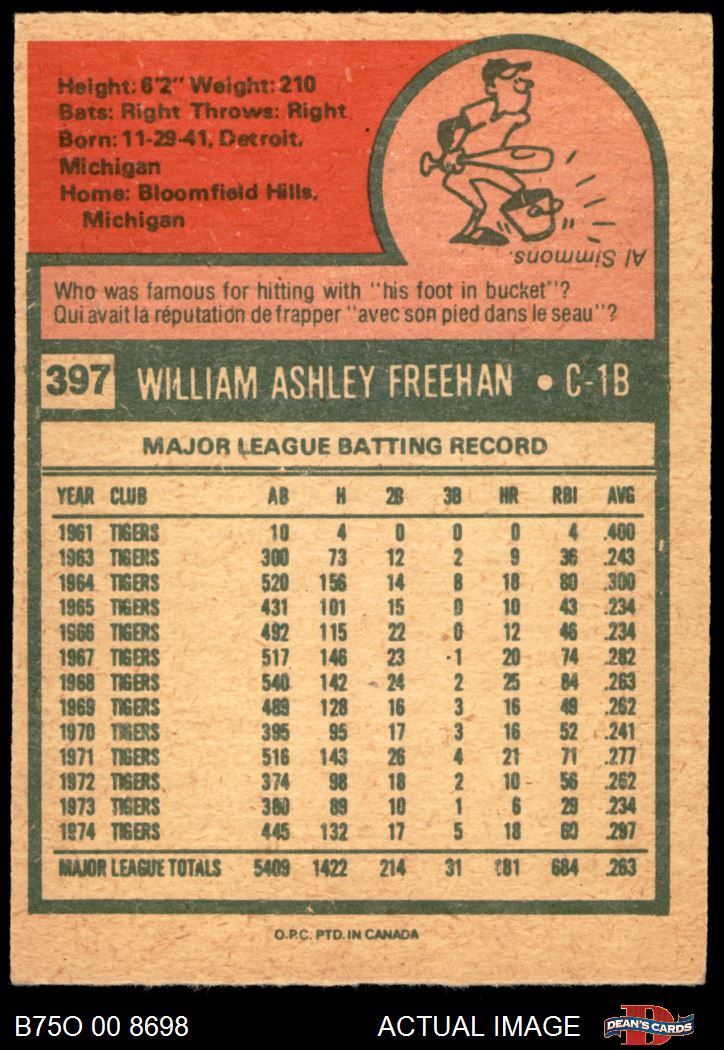 Height: 6'2" Weight: 210
Bats: Right Throws: Right
Born: 11-29-41, Detroit,
Michigan
Home: Bloomfield Hills,
Michigan
Al Simmons.
Who was famous for hitting with "his foot in bucket"?
Qui avait la réputation de frapper "avec son pied dans le seau"?
397 WILLIAM ASHLEY FREEHAN • C-1B
MAJOR LEAGUE BATTING RECORD
YEAR CLUB AB H 2B 3B HR RBI AVG
1961 TIGERS 10 4 0 0 0 4 .400
1963 TIGERS 300 73 12 2 9 36 .243
1964 TIGERS 520 156 14 8 18 80 .300
1965 TIGERS 431 101 15 0 10 43 .234
1966 TIGERS 492 115 22 0 12 46 .234
1967 TIGERS 517 146 23 1 20 74 .282
1968 TIGERS 540 142 24 2 25 84 .263
1969 TIGERS 489 128 16 3 16 49 .262
1970 TIGERS 395 95 17 3 16 52 .241
1971 TIGERS 516 143 26 4 21 71 .277
1972 TIGERS 374 98 18 2 10 56 .262
1973 TIGERS 380 89 10 1 6 29 .234
1974 TIGERS 445 132 17 5 18 60 .297
MAJOR LEAGUE TOTALS 5409 1422 214 31 181 684 .263
O.P.C. PTD. IN CANADA
B75O 00 8698 ACTUAL IMAGE D DEAN'S CARDS